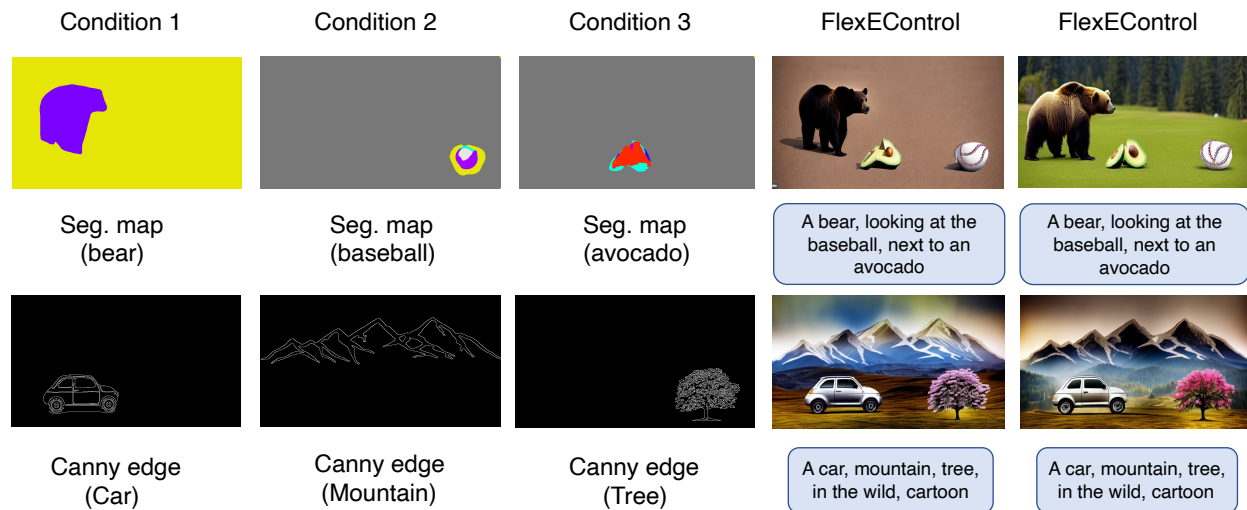 Condition 1
Condition 2
Condition 3
FlexEControl
FlexEControl
Seg. map
(bear)
Seg. map
(baseball)
Seg. map
(avocado)
A bear, looking at the
baseball, next to an
avocado
A bear, looking at the
baseball, next to an
avocado
Canny edge
(Car)
Canny edge
(Mountain)
Canny edge
(Tree)
A car, mountain, tree,
in the wild, cartoon
A car, mountain, tree,
in the wild, cartoon